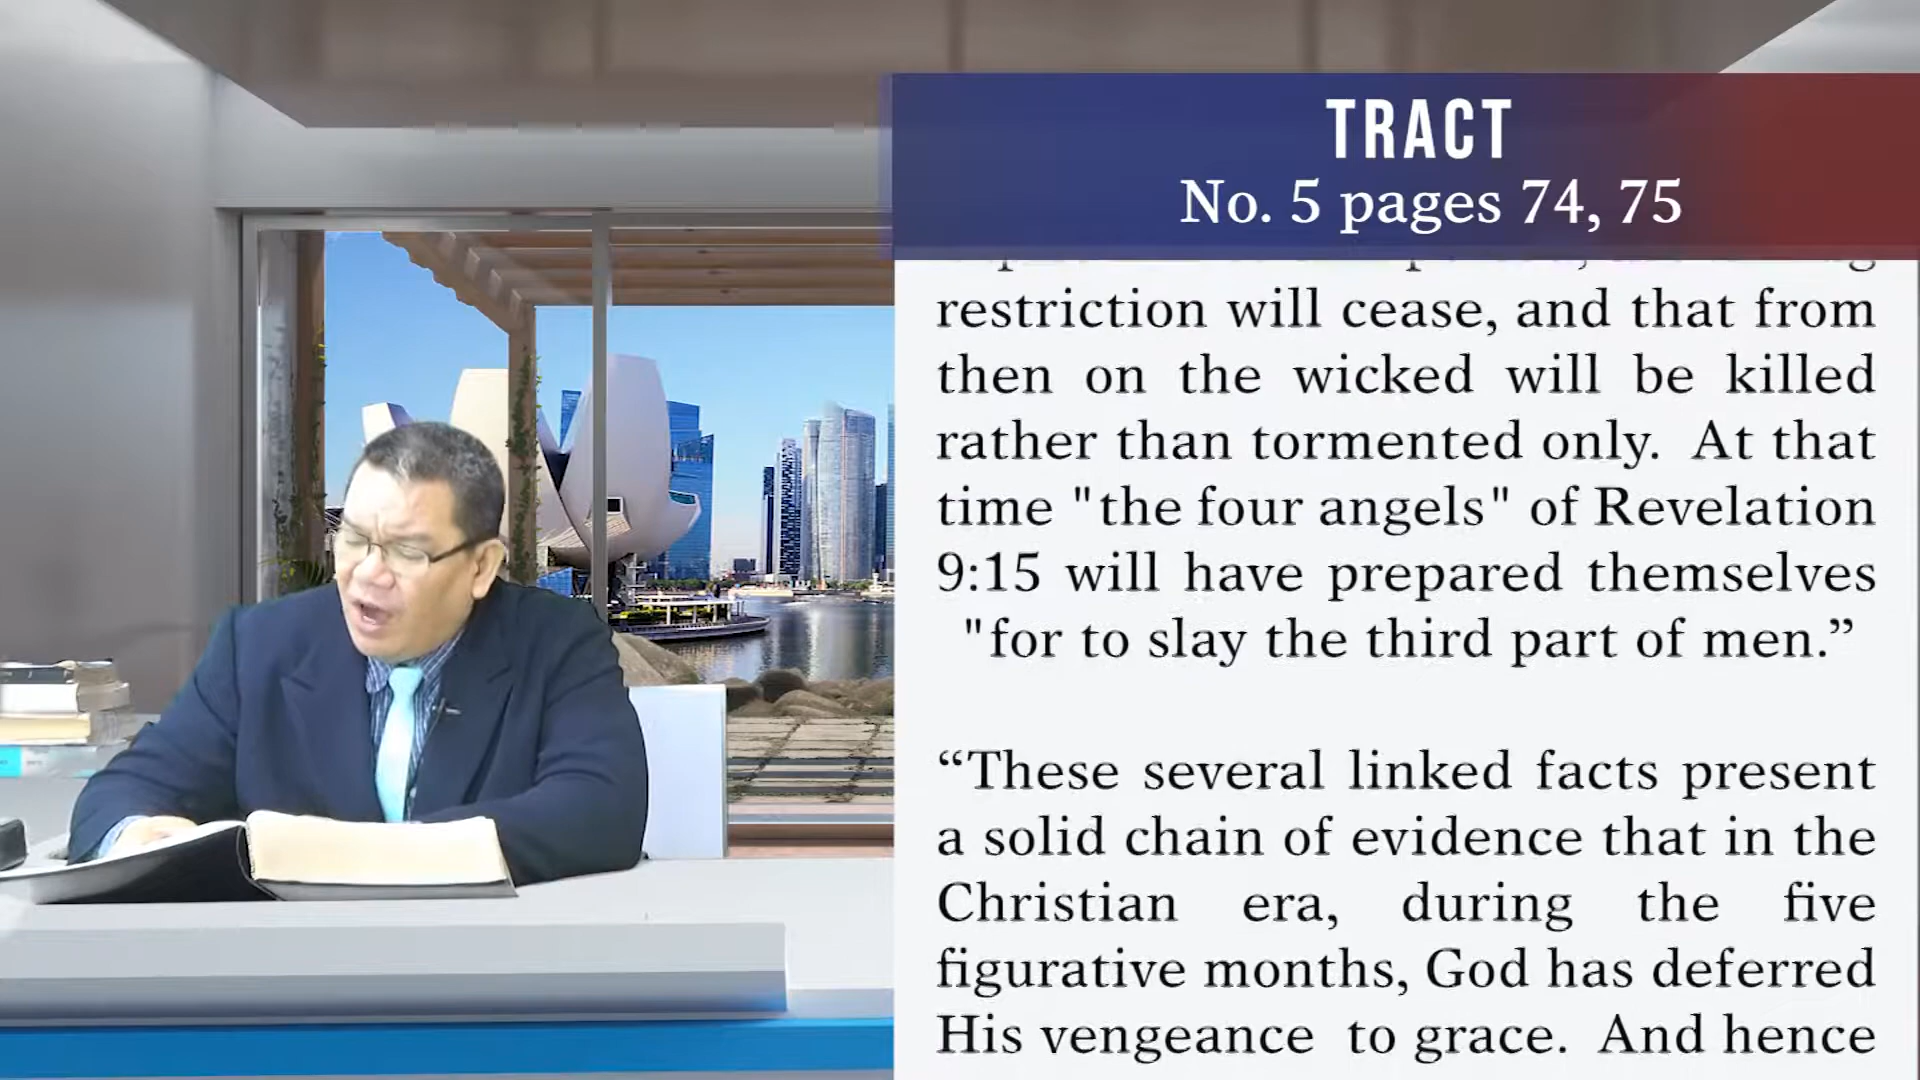 TRACT
No. 5 pages 74, 75
restriction will cease, and that from
then on the wicked will be killed
rather than tormented only. At that
time "the four angels" of Revelation
9:15 will have prepared themselves
"for to slay the third part of men.”
“These several linked facts present
a solid chain of evidence that in the
Christian era, during the five
figurative months, God has deferred
His vengeance to grace. And hence